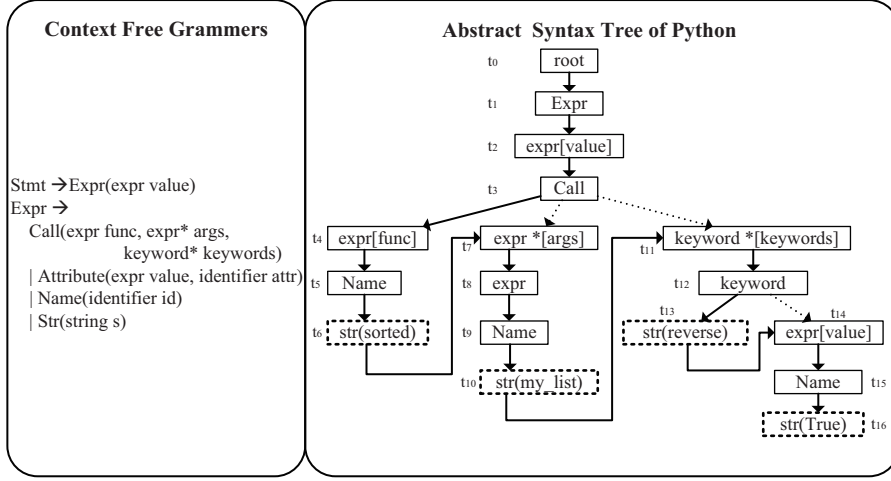 Context Free Grammers
Stmt →Expr(expr value)
Expr →
Call(expr func, expr* args,
keyword* keywords)
| Attribute(expr value, identifier attr)
| Name(identifier id)
| Str(string s)
Abstract Syntax Tree of Python
t0 root
t1 Expr
t2 expr[value]
t3 Call
t4 expr[func]
t5 Name
t6 str(sorted)
t7 expr *[args]
t8 expr
t9 Name
t10 str(my_list)
t11 keyword *[keywords]
t12 keyword
t13 str(reverse)
t14 expr[value]
Name t15
str(True) t16